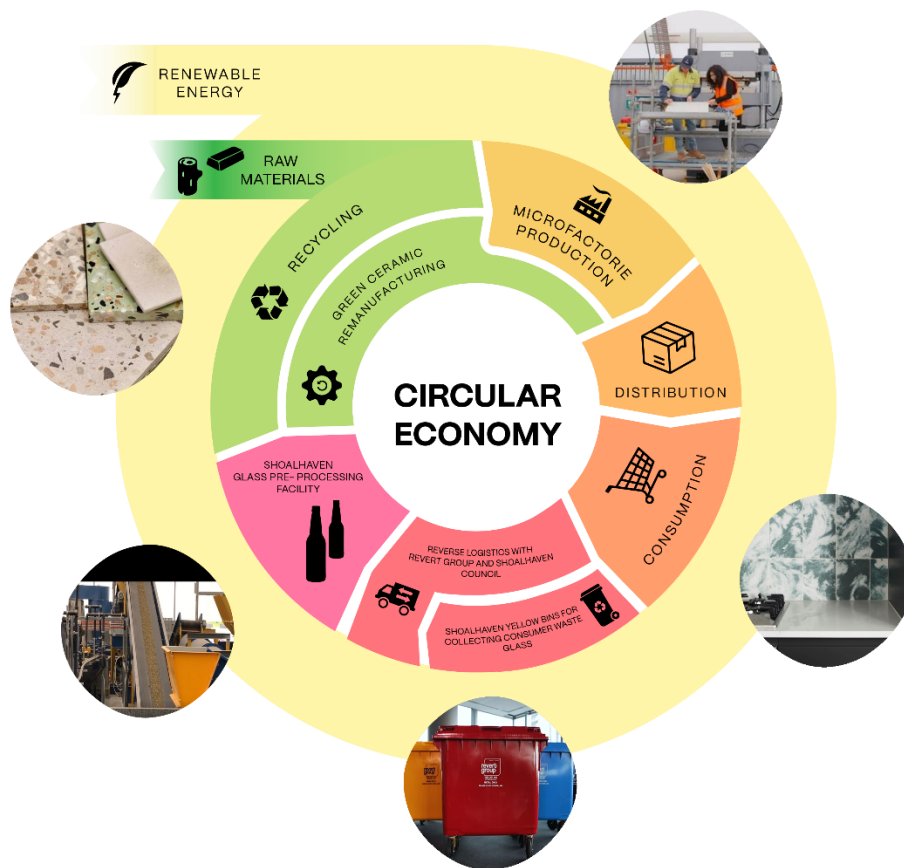 RENEWABLE
ENERGY
RAW
MATERIALS
RECYCLING
GREEN CERAMIC
REMANUFACTURING
MICROFACTORIE
PRODUCTION
DISTRIBUTION
CONSUMPTION
CIRCULAR
ECONOMY
SHOALHAVEN
GLASS PRE- PROCESSING
FACILITY
REVERSE LOGISTICS WITH
REVERT GROUP AND SHOALHAVEN
COUNCIL
SHOALHAVEN YELLOW BINS FOR
COLLECTING CONSUMER WASTE
GLASS
revert
group